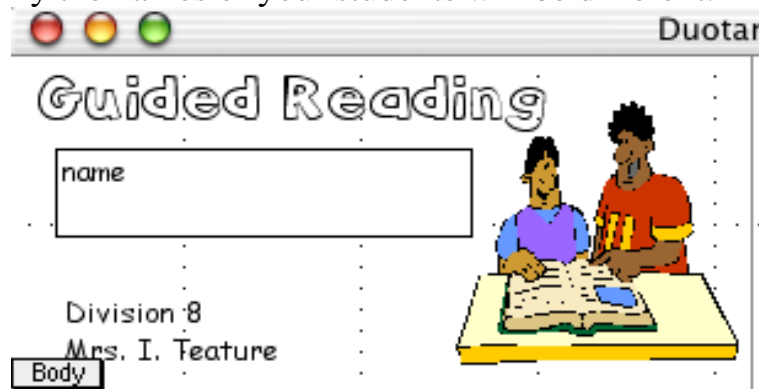 Duotar
Guided Reading
name
Division 8
Mrs. I. Teature
Body